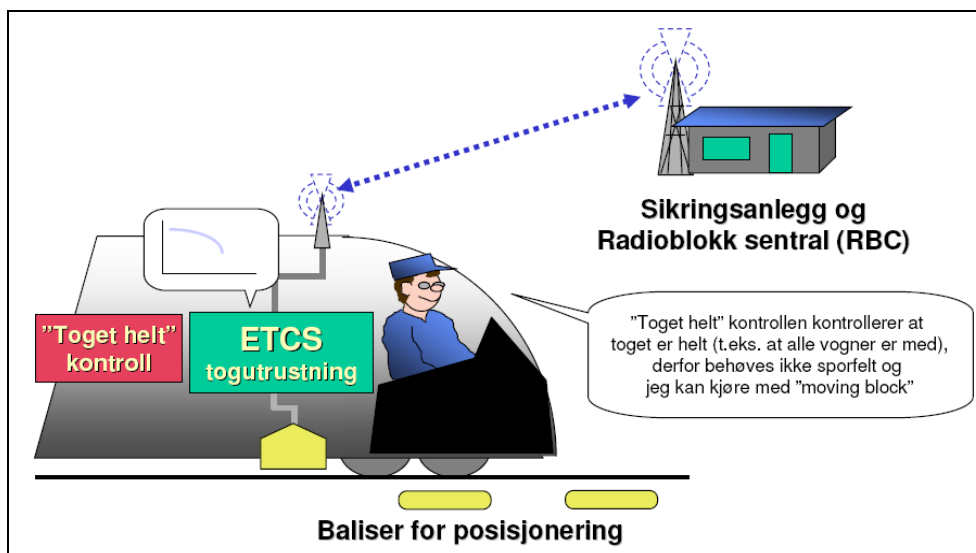 Sikringsanlegg og
Radioblokk sentral (RBC)
"Toget helt"
kontroll
ETCS
togutrustning
"Toget helt" kontrollen kontrollerer at
toget er helt (t.eks. at alle vogner er med),
derfor behøves ikke sporfelt og
jeg kan kjøre med "moving block"
Baliser for posisjonering